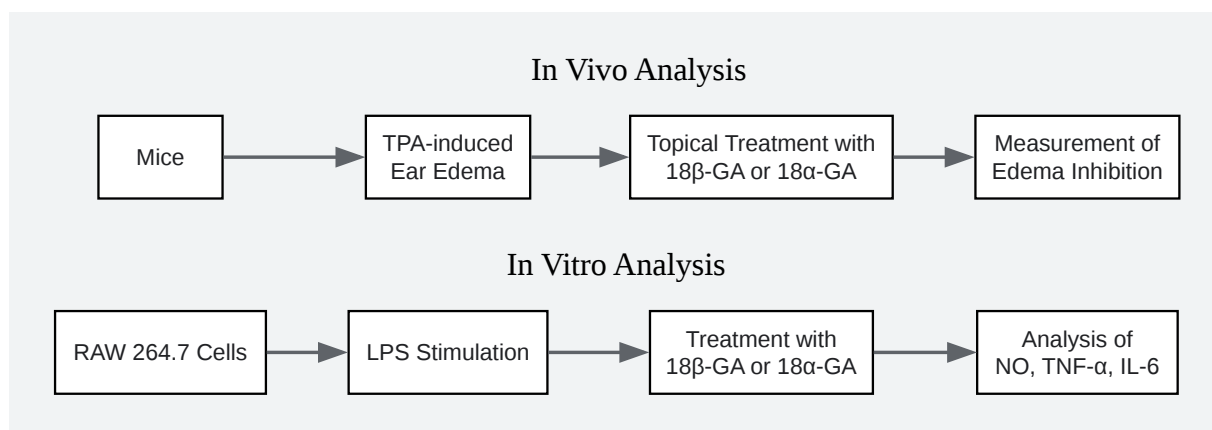 In Vivo Analysis
Mice
TPA-induced
Ear Edema
Topical Treatment with
18β-GA or 18α-GA
Measurement of
Edema Inhibition
In Vitro Analysis
RAW 264.7 Cells
LPS Stimulation
Treatment with
18β-GA or 18α-GA
Analysis of
NO, TNF-α, IL-6